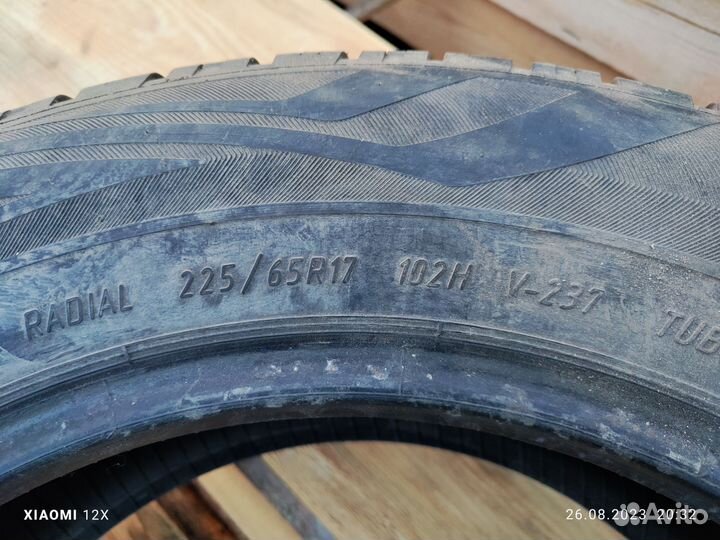 RADIAL 225/65R17 102H V-237 TUB
XIAOMI 12X
26.08.2023 20:32
Avito